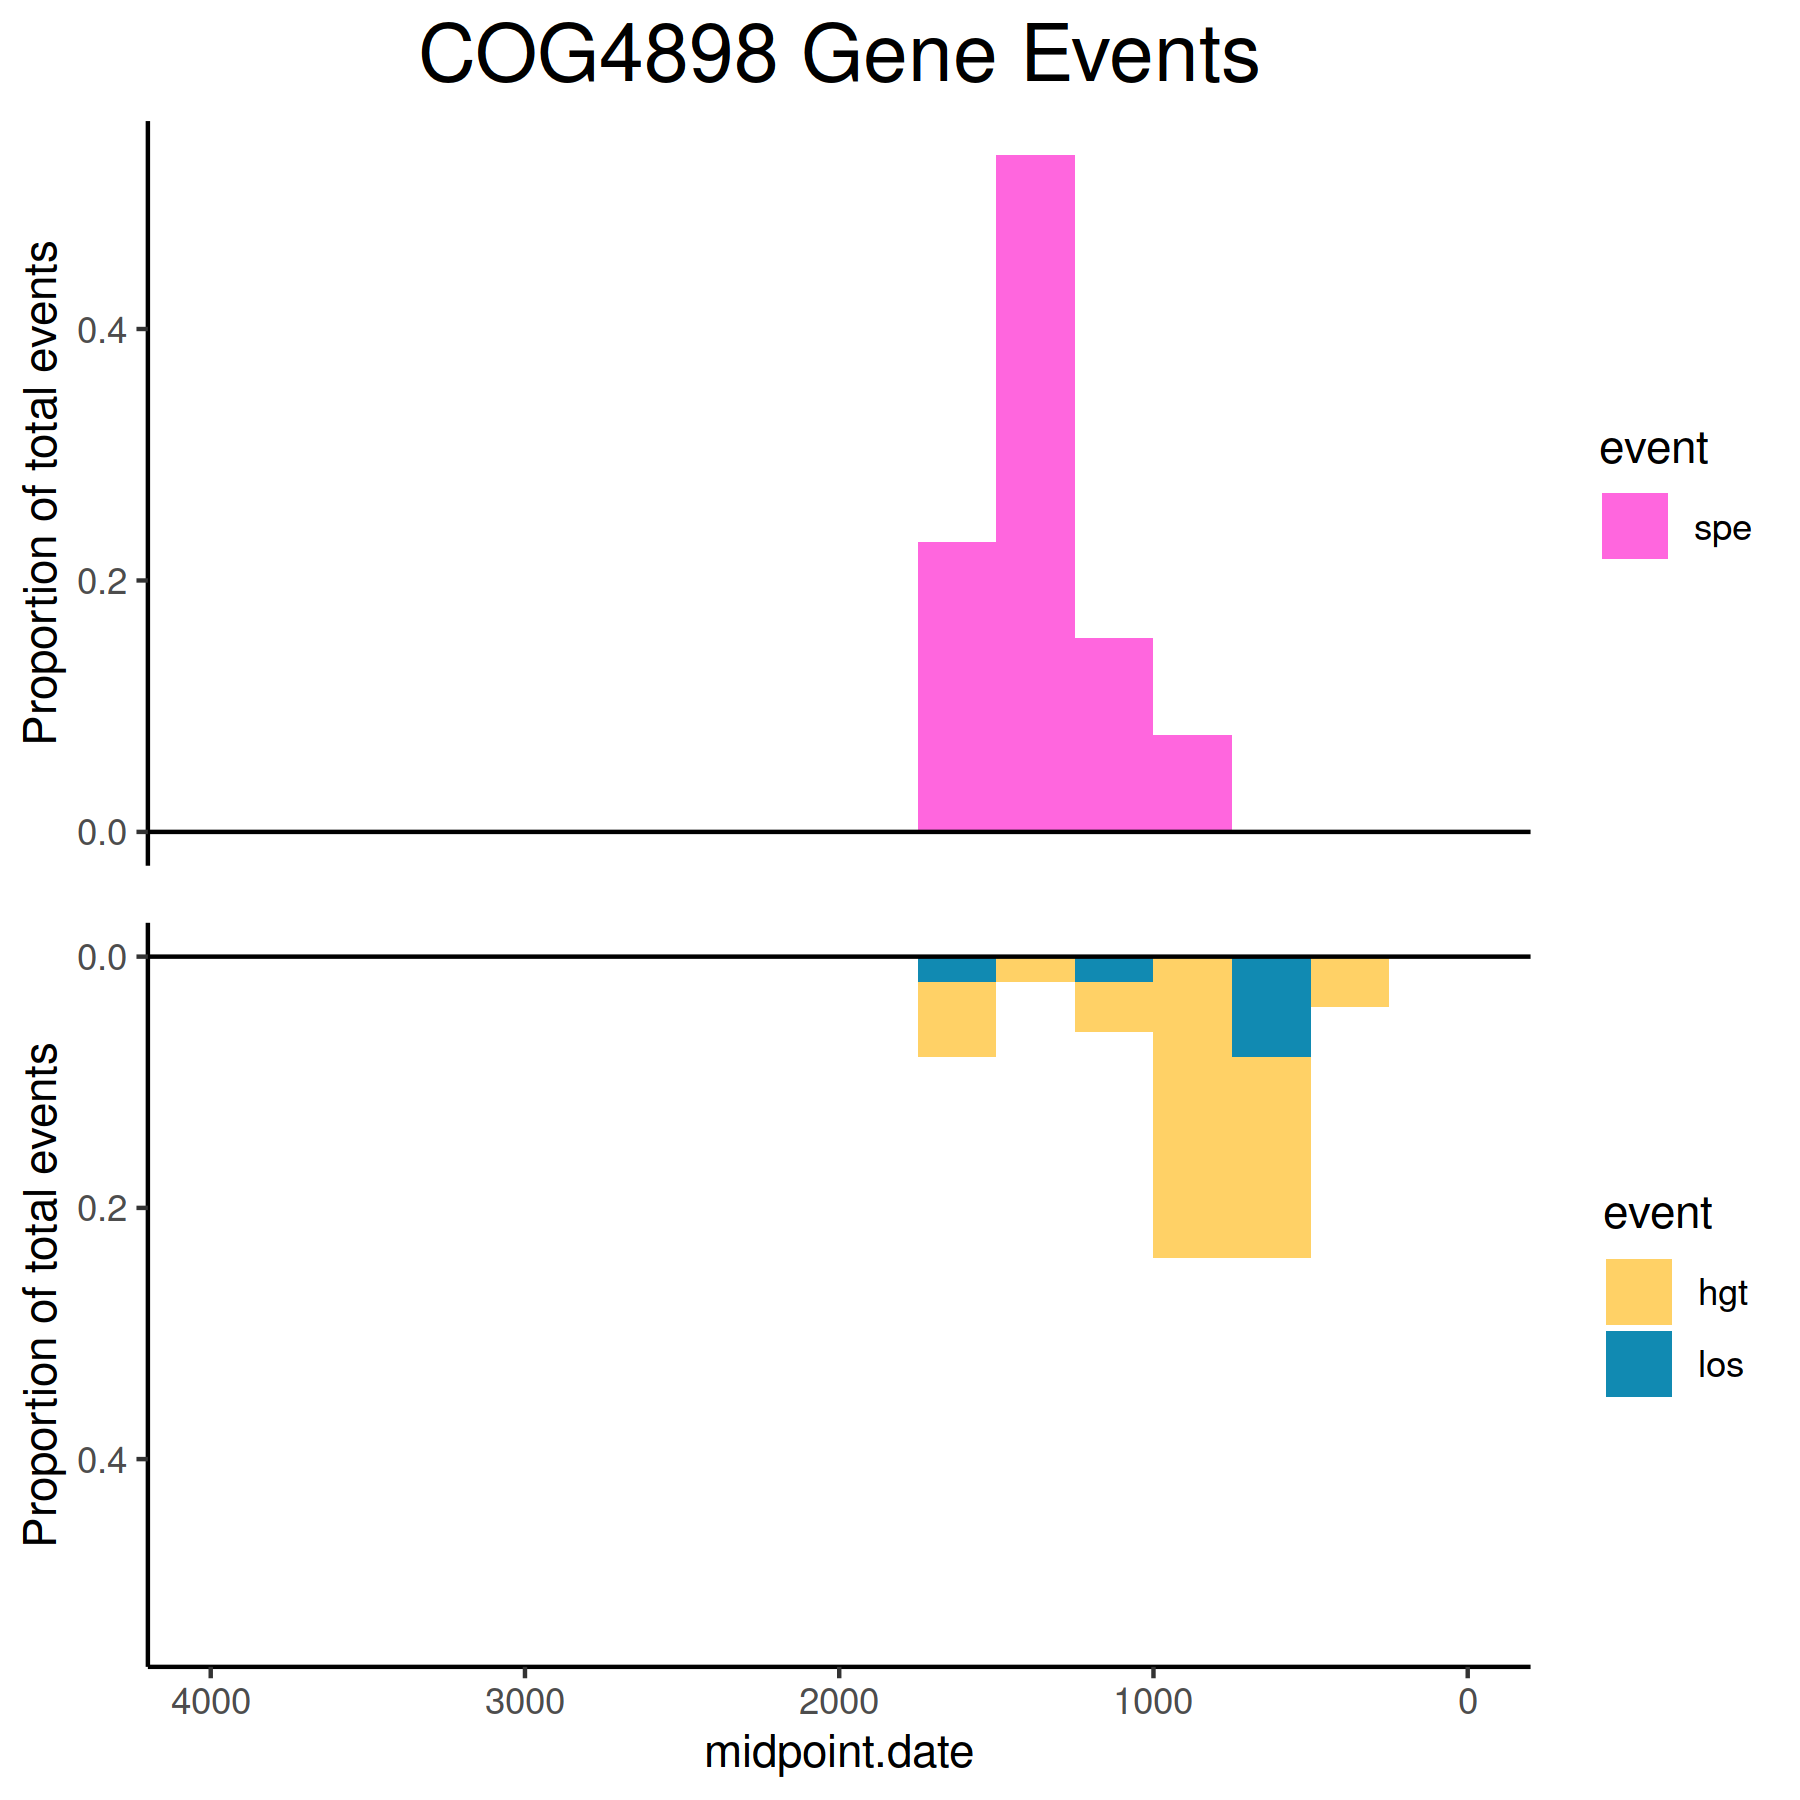 COG4898 Gene Events
Proportion of total events
0.4
0.2
0.0
event
spe
Proportion of total events
0.0
0.2
0.4
event
hgt
los
4000 3000 2000 1000 0
midpoint.date